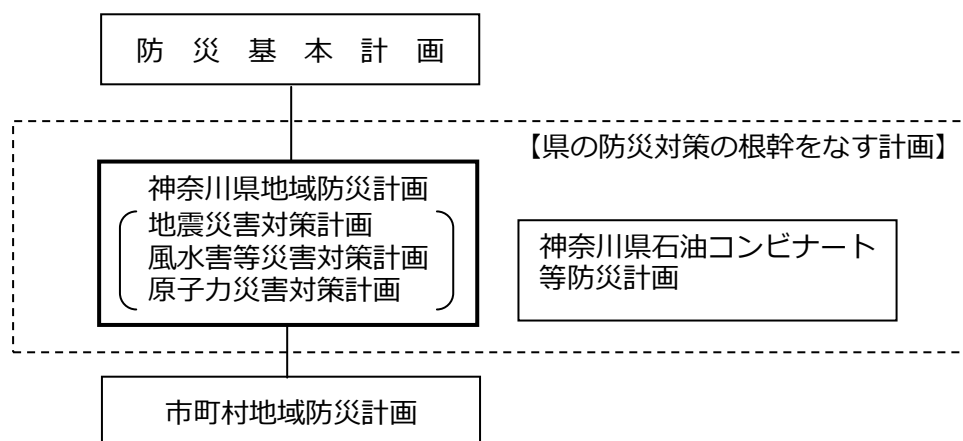 防 災 基 本 計 画
【県の防災対策の根幹をなす計画】
神奈川県地域防災計画
地震災害対策計画
風水害等災害対策計画
原子力災害対策計画
神奈川県石油コンビナート
等防災計画
市町村地域防災計画